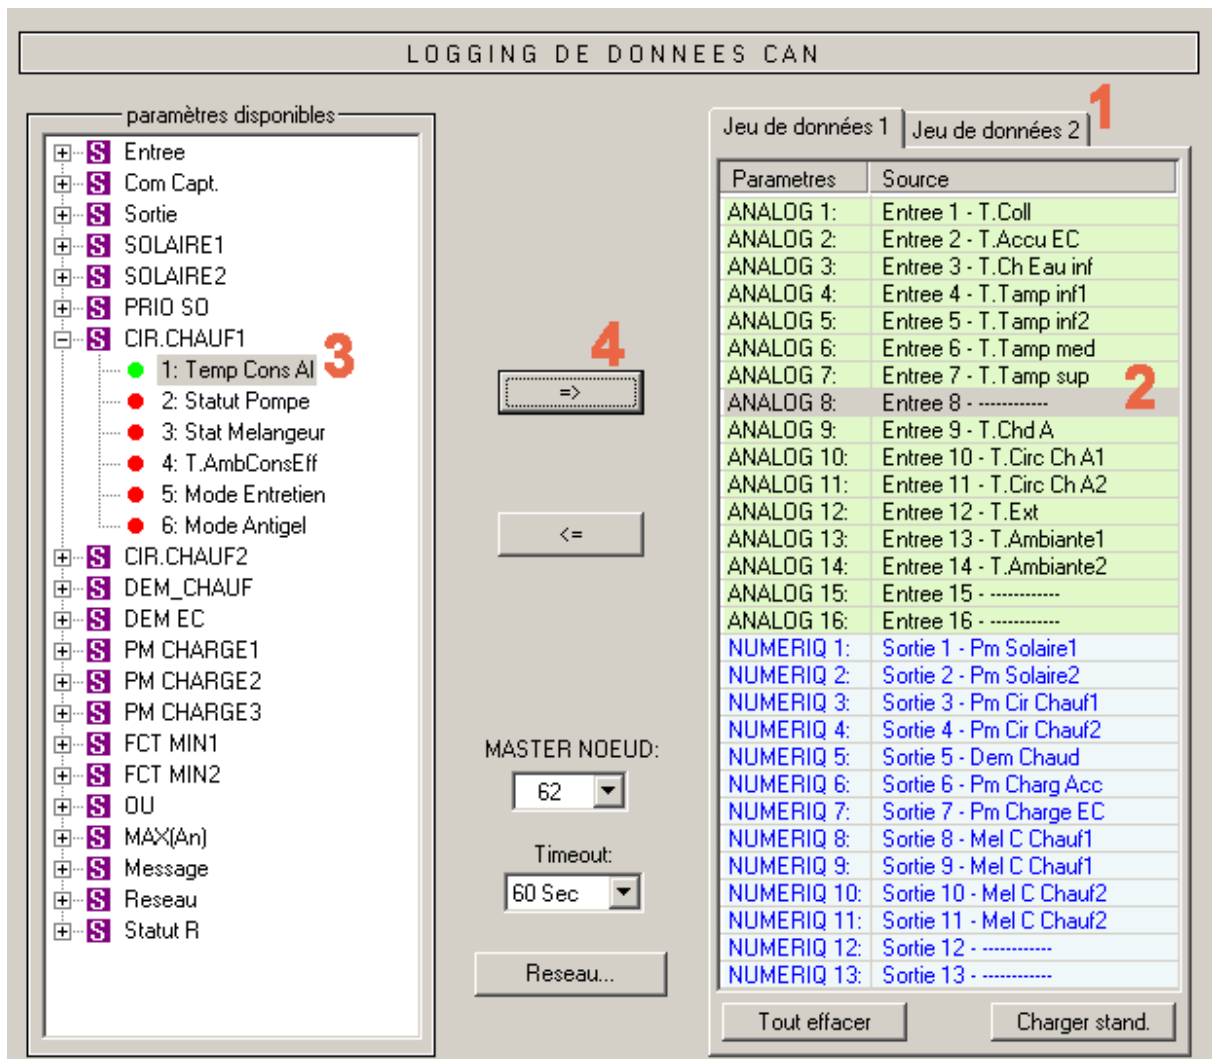 LOGGING DE DONNEES CAN
paramètres disponibles
S Entree
S Com Capt.
S Sortie
S SOLAIRE1
S SOLAIRE2
S PRIO SO
S CIR.CHAUF1
1: Temp Cons Al
3
2: Statut Pompe
3: Stat Melangeur
4: T.AmbConsEff
5: Mode Entretien
6: Mode Antigel
S CIR.CHAUF2
S DEM_CHAUF
S DEM EC
S PM CHARGE1
S PM CHARGE2
S PM CHARGE3
S FCT MIN1
S FCT MIN2
S OU
S MAX(An)
S Message
S Reseau
S Statut R
4
=>
<=
MASTER NOEUD:
62
Timeout:
60 Sec
Reseau...
1
Jeu de données 1 Jeu de données 2
Parametres Source
ANALOG 1: Entree 1 - T.Coll
ANALOG 2: Entree 2 - T.Accu EC
ANALOG 3: Entree 3 - T.Ch Eau inf
ANALOG 4: Entree 4 - T.Tamp inf1
ANALOG 5: Entree 5 - T.Tamp inf2
ANALOG 6: Entree 6 - T.Tamp med
ANALOG 7: Entree 7 - T.Tamp sup
2
ANALOG 8: Entree 8 - ------------
ANALOG 9: Entree 9 - T.Chd A
ANALOG 10: Entree 10 - T.Circ Ch A1
ANALOG 11: Entree 11 - T.Circ Ch A2
ANALOG 12: Entree 12 - T.Ext
ANALOG 13: Entree 13 - T.Ambiante1
ANALOG 14: Entree 14 - T.Ambiante2
ANALOG 15: Entree 15 - ------------
ANALOG 16: Entree 16 - ------------
NUMERIQ 1: Sortie 1 - Pm Solaire1
NUMERIQ 2: Sortie 2 - Pm Solaire2
NUMERIQ 3: Sortie 3 - Pm Cir Chauf1
NUMERIQ 4: Sortie 4 - Pm Cir Chauf2
NUMERIQ 5: Sortie 5 - Dem Chaud
NUMERIQ 6: Sortie 6 - Pm Charg Acc
NUMERIQ 7: Sortie 7 - Pm Charge EC
NUMERIQ 8: Sortie 8 - Mel C Chauf1
NUMERIQ 9: Sortie 9 - Mel C Chauf1
NUMERIQ 10: Sortie 10 - Mel C Chauf2
NUMERIQ 11: Sortie 11 - Mel C Chauf2
NUMERIQ 12: Sortie 12 - ------------
NUMERIQ 13: Sortie 13 - ------------
Tout effacer Charger stand.